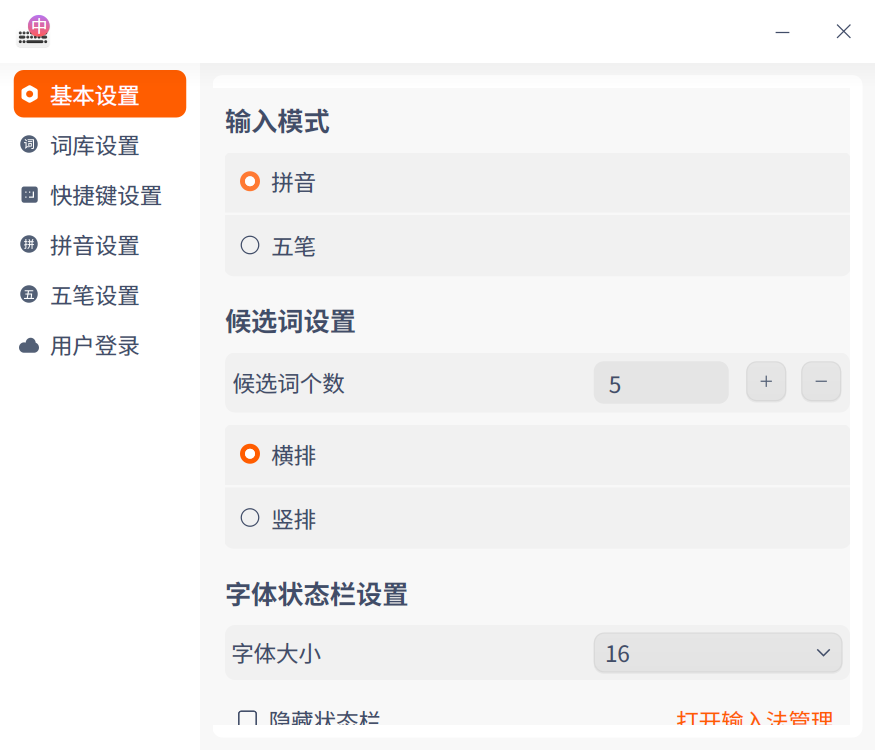 中
基本设置
词库设置
快捷键设置
拼音设置
五笔设置
用户登录
输入模式
拼音
五笔
候选词设置
候选词个数 5 + −
横排
竖排
字体状态栏设置
字体大小 16
隐藏状态栏 打开输入法管理